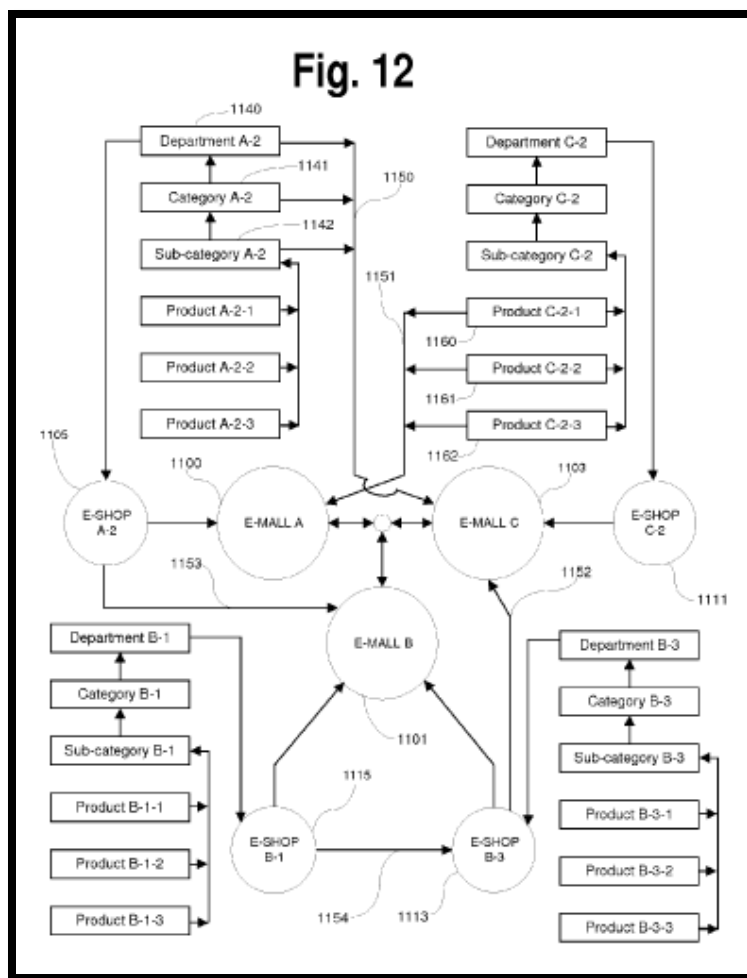 Fig. 12
1140
Department A-2
Department C-2
1141
1150
Category A-2
Category C-2
1142
Sub-category A-2
Sub-category C-2
1151
Product A-2-1
Product C-2-1
1160
Product A-2-2
Product C-2-2
1161
Product A-2-3
Product C-2-3
1105
1100
1162
1103
E-SHOP
A-2
E-MALL A
E-MALL C
E-SHOP
C-2
1153
1152
1111
Department B-1
E-MALL B
Department B-3
Category B-1
Category B-3
1101
Sub-category B-1
Sub-category B-3
1115
Product B-1-1
Product B-3-1
E-SHOP
B-1
E-SHOP
B-3
Product B-1-2
Product B-3-2
1154
1113
Product B-1-3
Product B-3-3